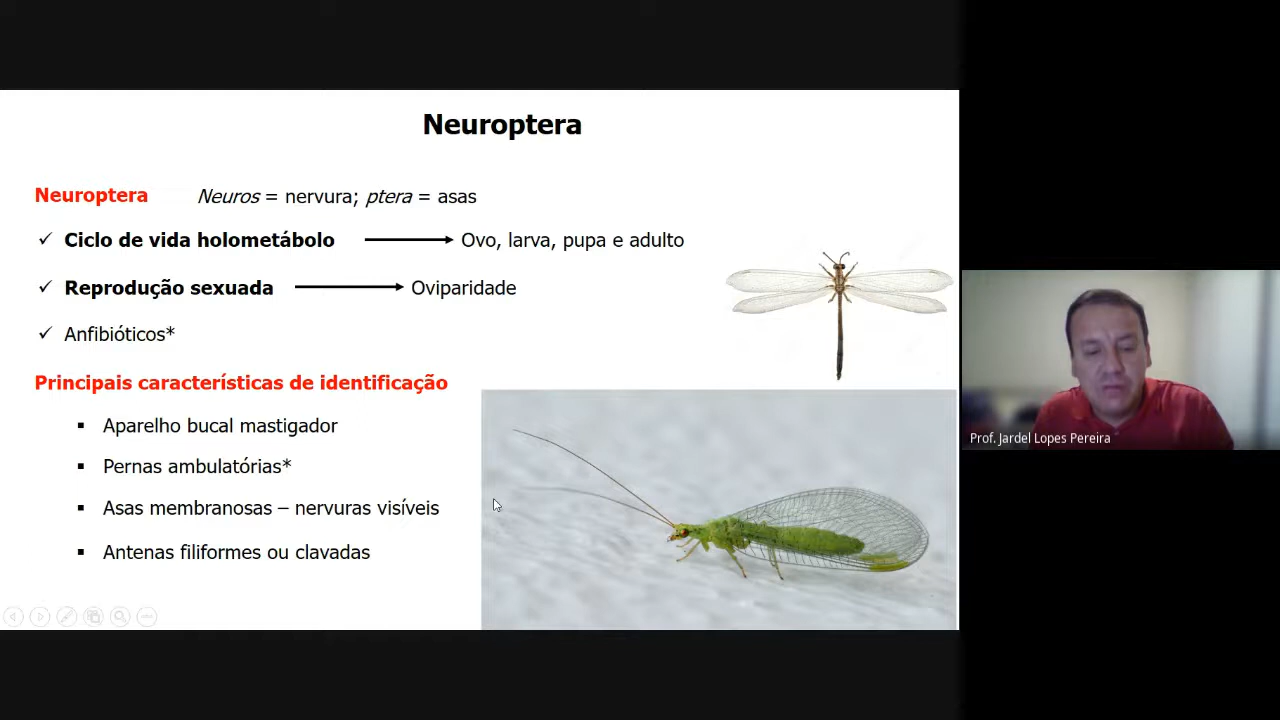 Neuroptera
Neuroptera Neuros = nervura; ptera = asas
✓ Ciclo de vida holometábolo Ovo, larva, pupa e adulto
✓ Reprodução sexuada Oviparidade
✓ Anfibióticos*
Principais características de identificação
▪ Aparelho bucal mastigador
▪ Pernas ambulatórias*
▪ Asas membranosas – nervuras visíveis
▪ Antenas filiformes ou clavadas
Prof. Jardel Lopes Pereira